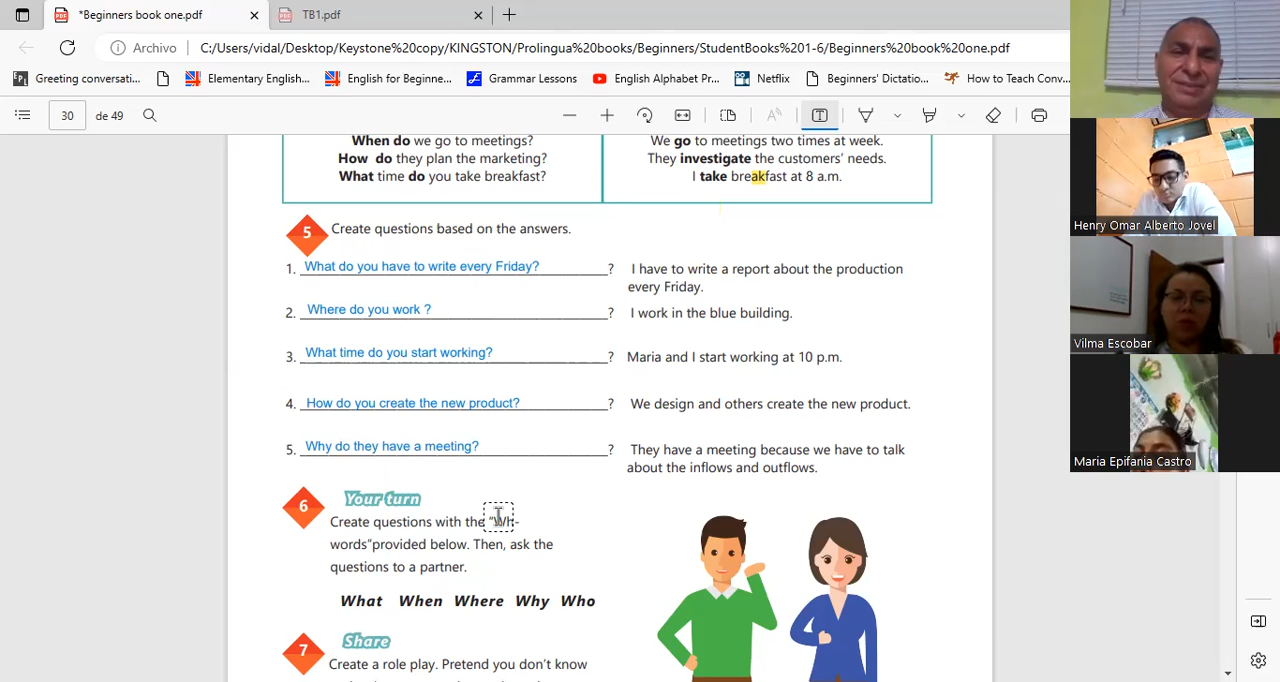 *Beginners book one.pdf
TB1.pdf
Archivo
C:/Users/vidal/Desktop/Keystone%20copy/KINGSTON/Prolingua%20books/Beginners/StudentBooks%201-6/Beginners%20book%20one.pdf
Greeting conversati...
Elementary English...
English for Beginne...
Grammar Lessons
English Alphabet Pr...
Netflix
Beginners' Dictatio...
How to Teach Conv...
30
de 49
When do we go to meetings?
How do they plan the marketing?
What time do you take breakfast?
We go to meetings two times at week.
They investigate the customers' needs.
I take breakfast at 8 a.m.
5
Create questions based on the answers.
1. What do you have to write every Friday? ?
I have to write a report about the production
every Friday.
2. Where do you work ? ?
I work in the blue building.
3. What time do you start working? ?
Maria and I start working at 10 p.m.
4. How do you create the new product? ?
We design and others create the new product.
5. Why do they have a meeting? ?
They have a meeting because we have to talk
about the inflows and outflows.
6
Your turn
Create questions with the "Wh-
words"provided below. Then, ask the
questions to a partner.
What When Where Why Who
7
Share
Create a role play. Pretend you don't know
Henry Omar Alberto Jovel
Vilma Escobar
Maria Epifania Castro